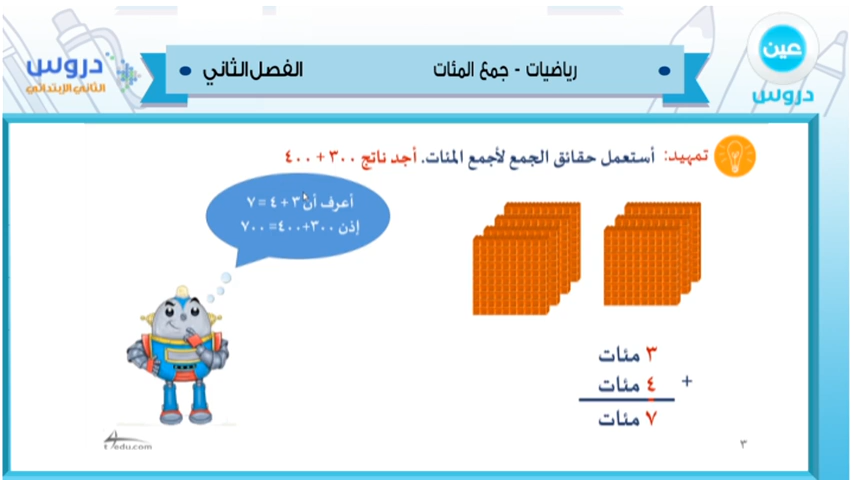 عين
دروس
رياضيات - جمع المئات
الفصل الثاني
دروس
الثاني الإبتدائي
تمهيد: أستعمل حقائق الجمع لأجمع المئات. أجد ناتج ٣٠٠ + ٤٠٠
أعرف أن ٣ + ٤ = ٧
إذن ٣٠٠+٤٠٠= ٧٠٠
٣ مئات
+ ٤ مئات
٧ مئات
t4edu.com
٣